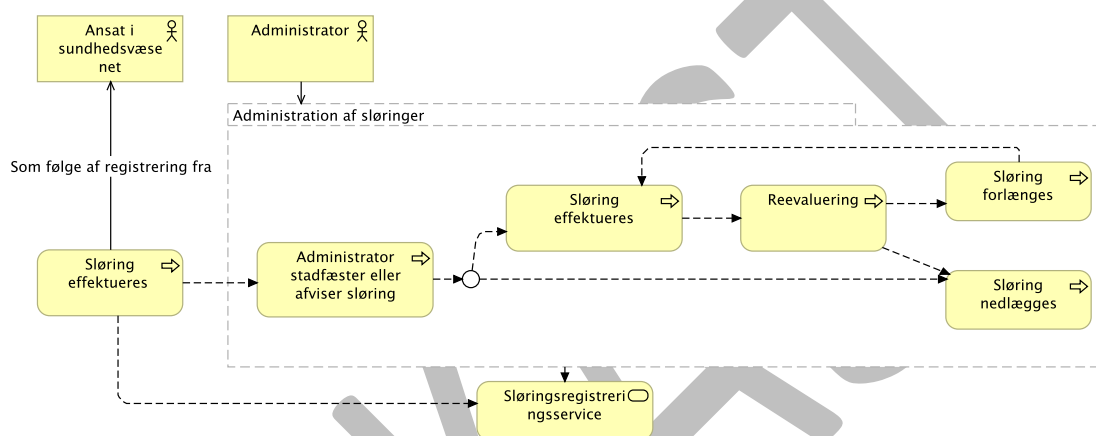 Ansat i
sundhedsvæse
net
Administrator
Administration af sløringer
Som følge af registrering fra
Sløring
effektueres
Administrator
stadfæster eller
afviser sløring
Sløring
effektueres
Reevaluering
Sløring
forlænges
Sløring
nedlægges
Sløringsregistreri
ngsservice